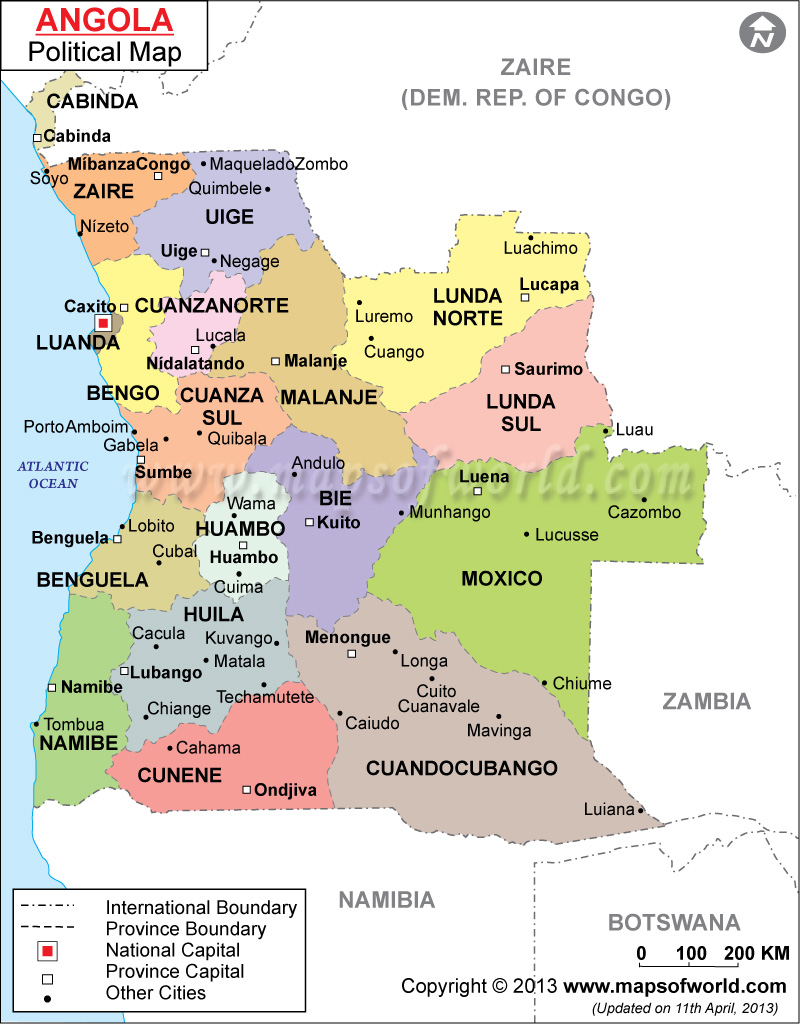 ANGOLA
Political Map
N
ZAIRE
(DEM. REP. OF CONGO)
CABINDA
Cabinda
MíbanzaCongo
MaqueladoZombo
Soyo
ZAIRE
Quimbele
UIGE
Nízeto
Uige
Negage
Luachimo
Lucapa
LUNDA
NORTE
Caxito
CUANZANORTE
Luremo
LUANDA
Lucala
Cuango
Nídalatando
Malanje
Saurimo
BENGO
CUANZA
SUL
MALANJE
LUNDA
SUL
PortoAmboim
Gabela
Quibala
Luau
ATLANTIC
OCEAN
Sumbe
Andulo
www.mapsofworld.com
Luena
BIE
Wama
Munhango
Cazombo
Lobito
HUAMBO
Kuito
Benguela
Lucusse
Cubal
Huambo
BENGUELA
Cuima
MOXICO
HUILA
Cacula
Kuvango
Menongue
Longa
Lubango
Matala
Namibe
Techamutete
Cuito
Cuanavale
Chiume
ZAMBIA
Chiange
Caiudo
Mavinga
Tombua
NAMIBE
Cahama
CUNENE
CUANDOCUBANGO
Ondjiva
Luiana
NAMIBIA
BOTSWANA
International Boundary
Province Boundary
National Capital
Province Capital
Other Cities
0 100 200 KM
Copyright © 2013 www.mapsofworld.com
(Updated on 11th April, 2013)